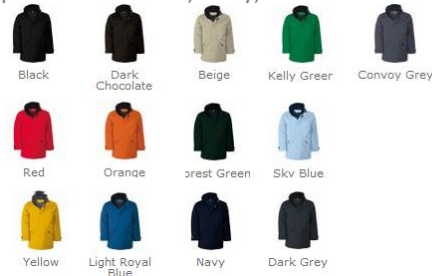 Black
Dark
Chocolate
Beige
Kelly Green
Convoy Grey
Red
Orange
orest Green
Sky Blue
Yellow
Light Royal
Blue
Navy
Dark Grey